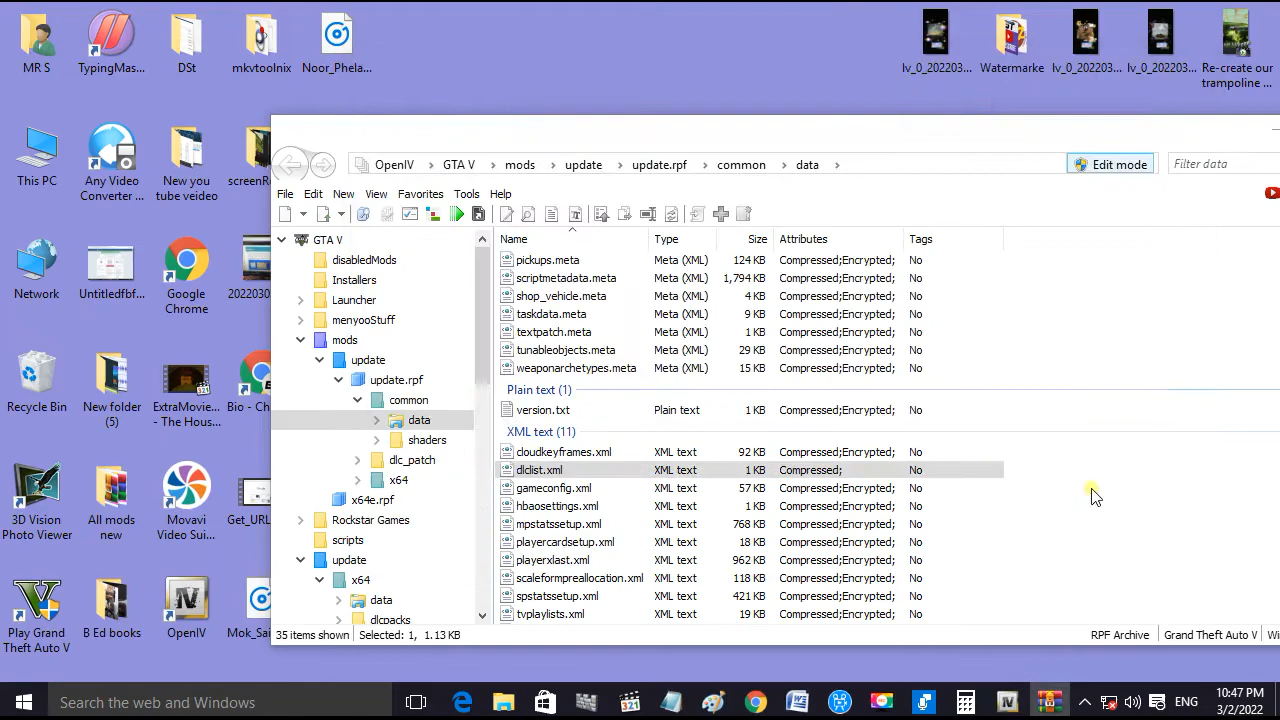 MR S
TypingMas...
DSt
mkvtoolnix
Noor_Phela...
lv_0_202203...
Watermarke
lv_0_202203...
lv_0_202203...
Re-create our
trampoline ...
This PC
Any Video
Converter ...
New you
tube veideo
screenR
Network
Untitledfbf...
Google
Chrome
2022030
Recycle Bin
New folder
(5)
ExtraMovie...
- The Hous...
Bio - Ch
3D Vision
Photo Viewer
All mods
new
Movavi
Video Sui...
Get_URL
Play Grand
Theft Auto V
B Ed books
OpenIV
Mok_Sai
OpenIV
GTA V
mods
update
update.rpf
common
data
Edit mode
Filter data
File Edit New View Favorites Tools Help
GTA V
disabledMods
Installers
Launcher
menyooStuff
mods
update
update.rpf
common
data
shaders
dlc_patch
x64
x64e.rpf
Rockstar Games
scripts
update
x64
data
dlcpacks
Name Type Size Attributes Tags
pickups.meta Meta (XML) 124 KB Compressed;Encrypted; No
scriptmetadata.meta Meta (XML) 1,794 KB Compressed;Encrypted; No
shop_vehicle.meta Meta (XML) 4 KB Compressed;Encrypted; No
taskdata.meta Meta (XML) 9 KB Compressed;Encrypted; No
textpatch.meta Meta (XML) 1 KB Compressed;Encrypted; No
tunableobjects.meta Meta (XML) 29 KB Compressed;Encrypted; No
weaponarchetypes.meta Meta (XML) 15 KB Compressed;Encrypted; No
Plain text (1)
version.txt Plain text 1 KB Compressed;Encrypted; No
XML text (11)
cloudkeyframes.xml XML text 92 KB Compressed;Encrypted; No
dlclist.xml XML text 1 KB Compressed; No
gameconfig.xml XML text 57 KB Compressed;Encrypted; No
hbaosettings.xml XML text 1 KB Compressed;Encrypted; No
mpstatssetup.xml XML text 768 KB Compressed;Encrypted; No
playercardsetup.xml XML text 18 KB Compressed;Encrypted; No
playerxlast.xml XML text 962 KB Compressed;Encrypted; No
scaleformpreallocation.xml XML text 118 KB Compressed;Encrypted; No
spstatssetup.xml XML text 421 KB Compressed;Encrypted; No
tvplaylists.xml XML text 19 KB Compressed;Encrypted; No
35 items shown Selected: 1, 1.13 KB
RPF Archive
Grand Theft Auto V
Wi
Search the web and Windows
321
ENG
10:47 PM
3/2/2022